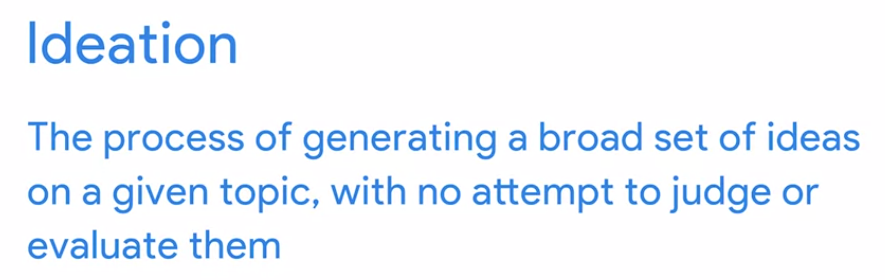 Ideation
The process of generating a broad set of ideas
on a given topic, with no attempt to judge or
evaluate them